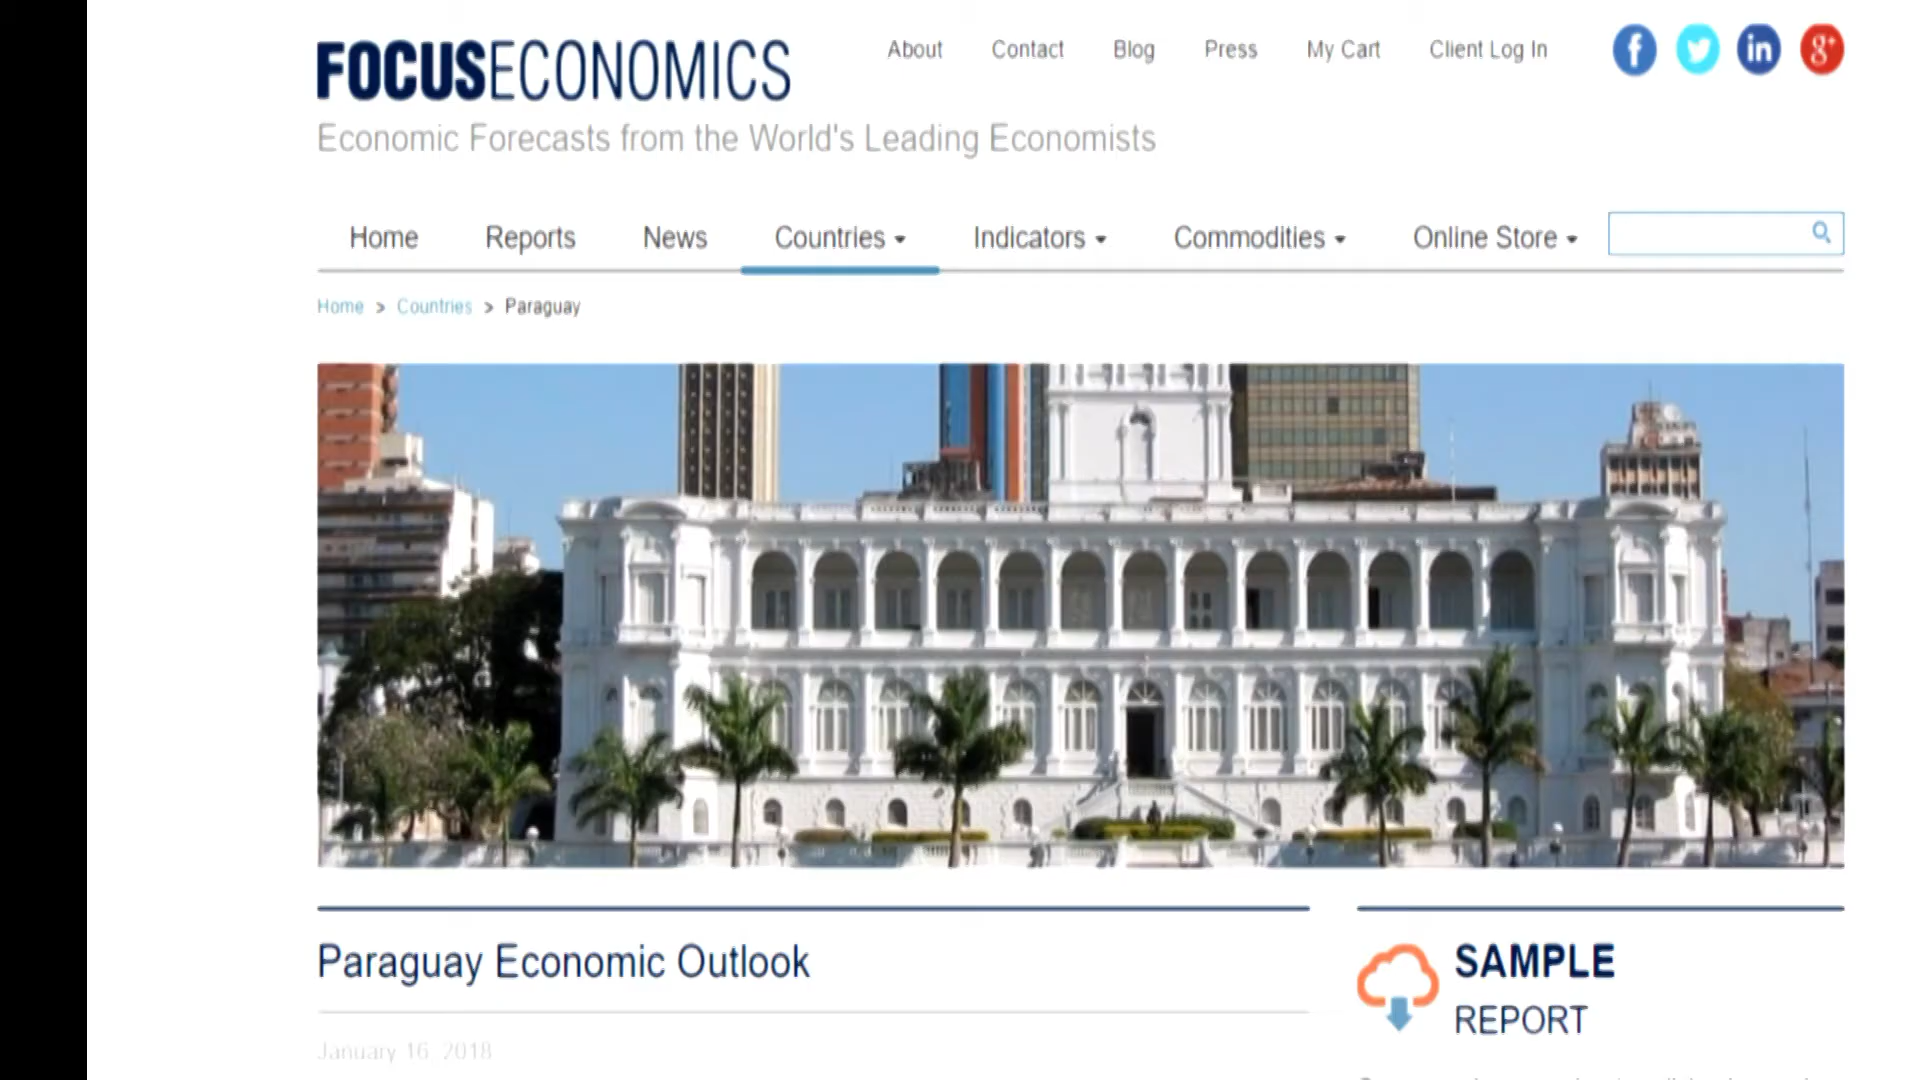 About Contact Blog Press My Cart Client Log In
FOCUSECONOMICS
Economic Forecasts from the World's Leading Economists
Home Reports News Countries Indicators Commodities Online Store
Home > Countries > Paraguay
Paraguay Economic Outlook
January 16, 2018
SAMPLE
REPORT